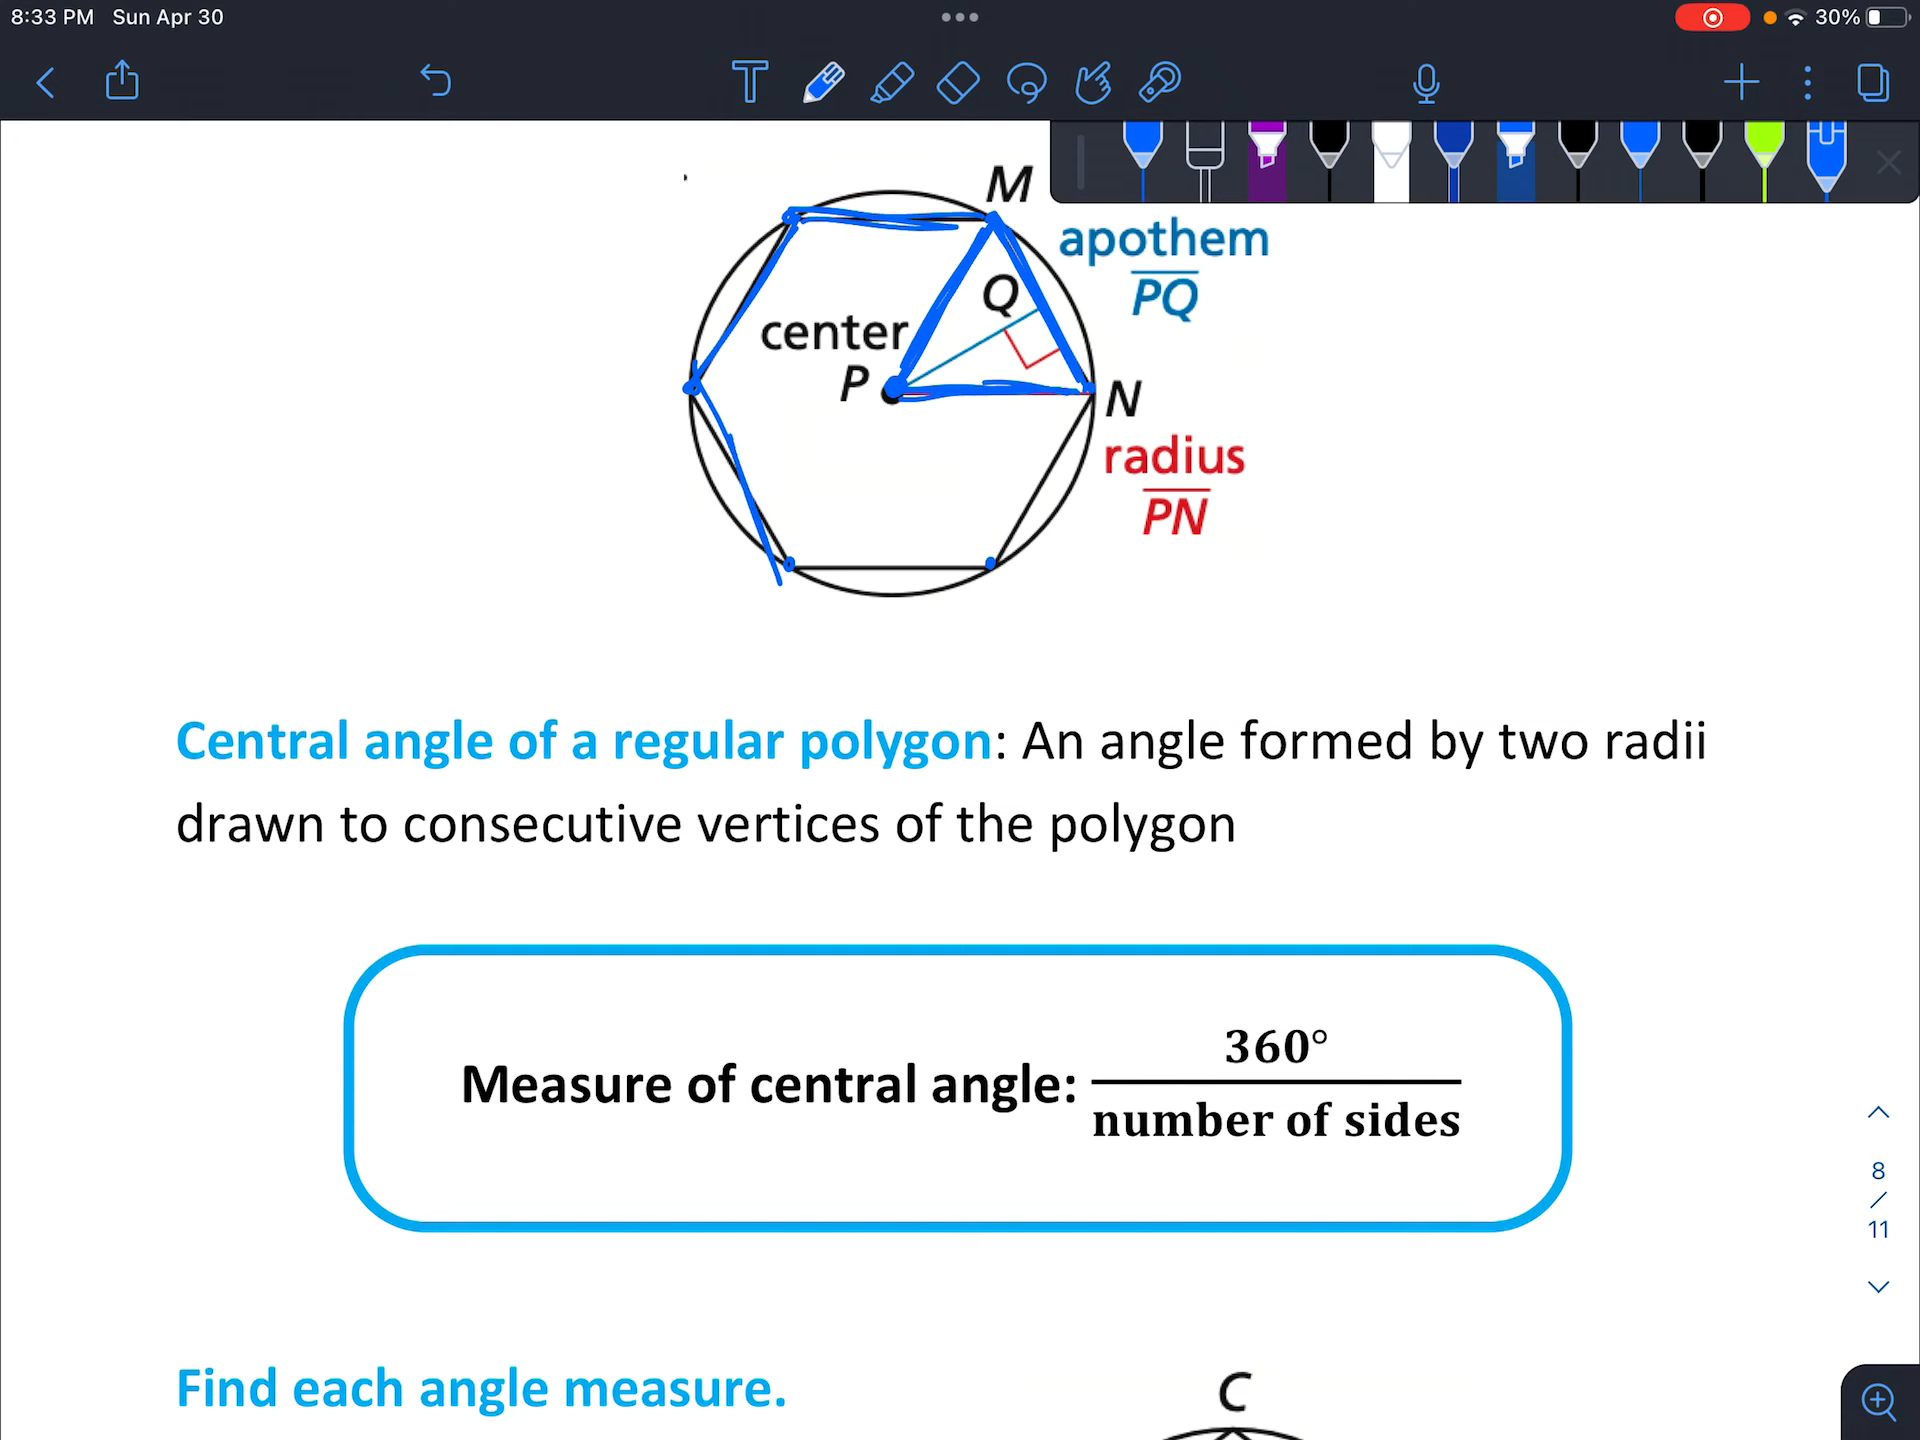 8:33 PM Sun Apr 30
30%
M
apothem
PQ
Q
center
P
N
radius
PN
Central angle of a regular polygon: An angle formed by two radii
drawn to consecutive vertices of the polygon
Measure of central angle: 360°
number of sides
8
/
11
Find each angle measure.
C